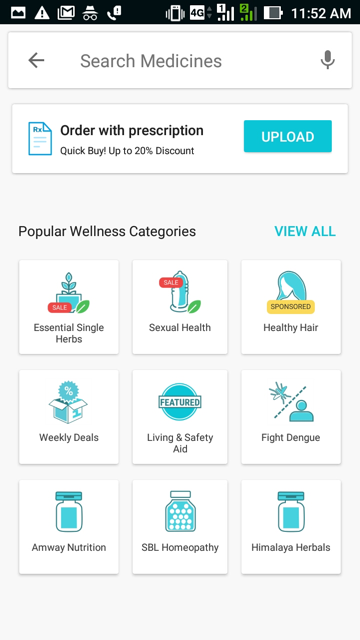 4G 1 2 11:52 AM
Search Medicines
Rx
Order with prescription
Quick Buy! Up to 20% Discount
UPLOAD
Popular Wellness Categories
VIEW ALL
SALE
Essential Single
Herbs
SALE
Sexual Health
SPONSORED
Healthy Hair
%
Weekly Deals
FEATURED
Living & Safety
Aid
Fight Dengue
Amway Nutrition
SBL Homeopathy
Himalaya Herbals